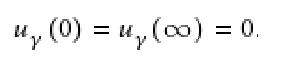 u_γ (0) = u_γ (∞) = 0.